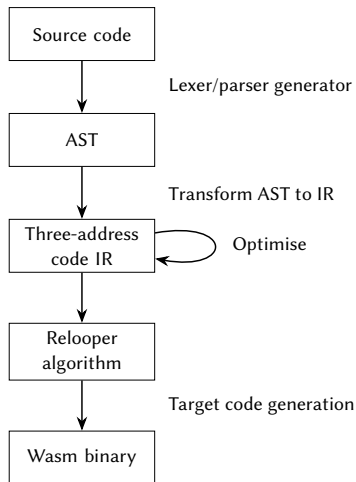 Source code
Lexer/parser generator
AST
Transform AST to IR
Three-address
code IR
Optimise
Relooper
algorithm
Target code generation
Wasm binary